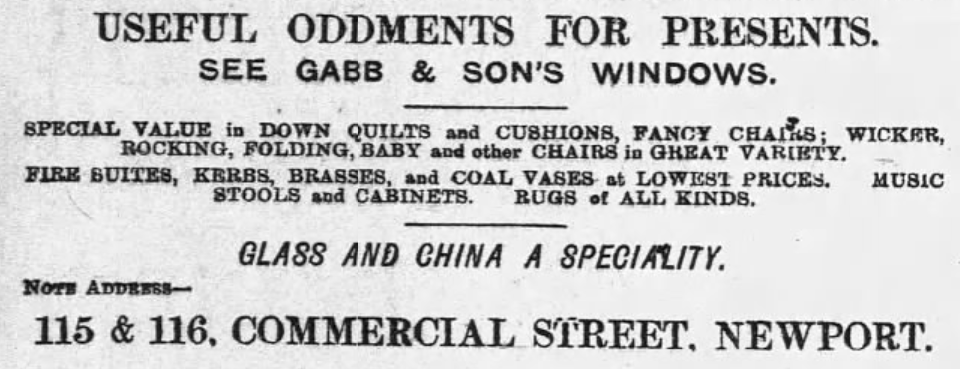 USEFUL ODDMENTS FOR PRESENTS.
SEE GABB & SON'S WINDOWS.
SPECIAL VALUE in DOWN QUILTS and CUSHIONS, FANCY CHAIRS; WICKER,
ROCKING, FOLDING, BABY and other CHAIRS in GREAT VARIETY.
FIRE SUITES, KERBS, BRASSES, and COAL VASES at LOWEST PRICES. MUSIC
STOOLS and CABINETS. RUGS of ALL KINDS.
GLASS AND CHINA A SPECIALITY.
NOTE ADDRESS—
115 & 116, COMMERCIAL STREET, NEWPORT.